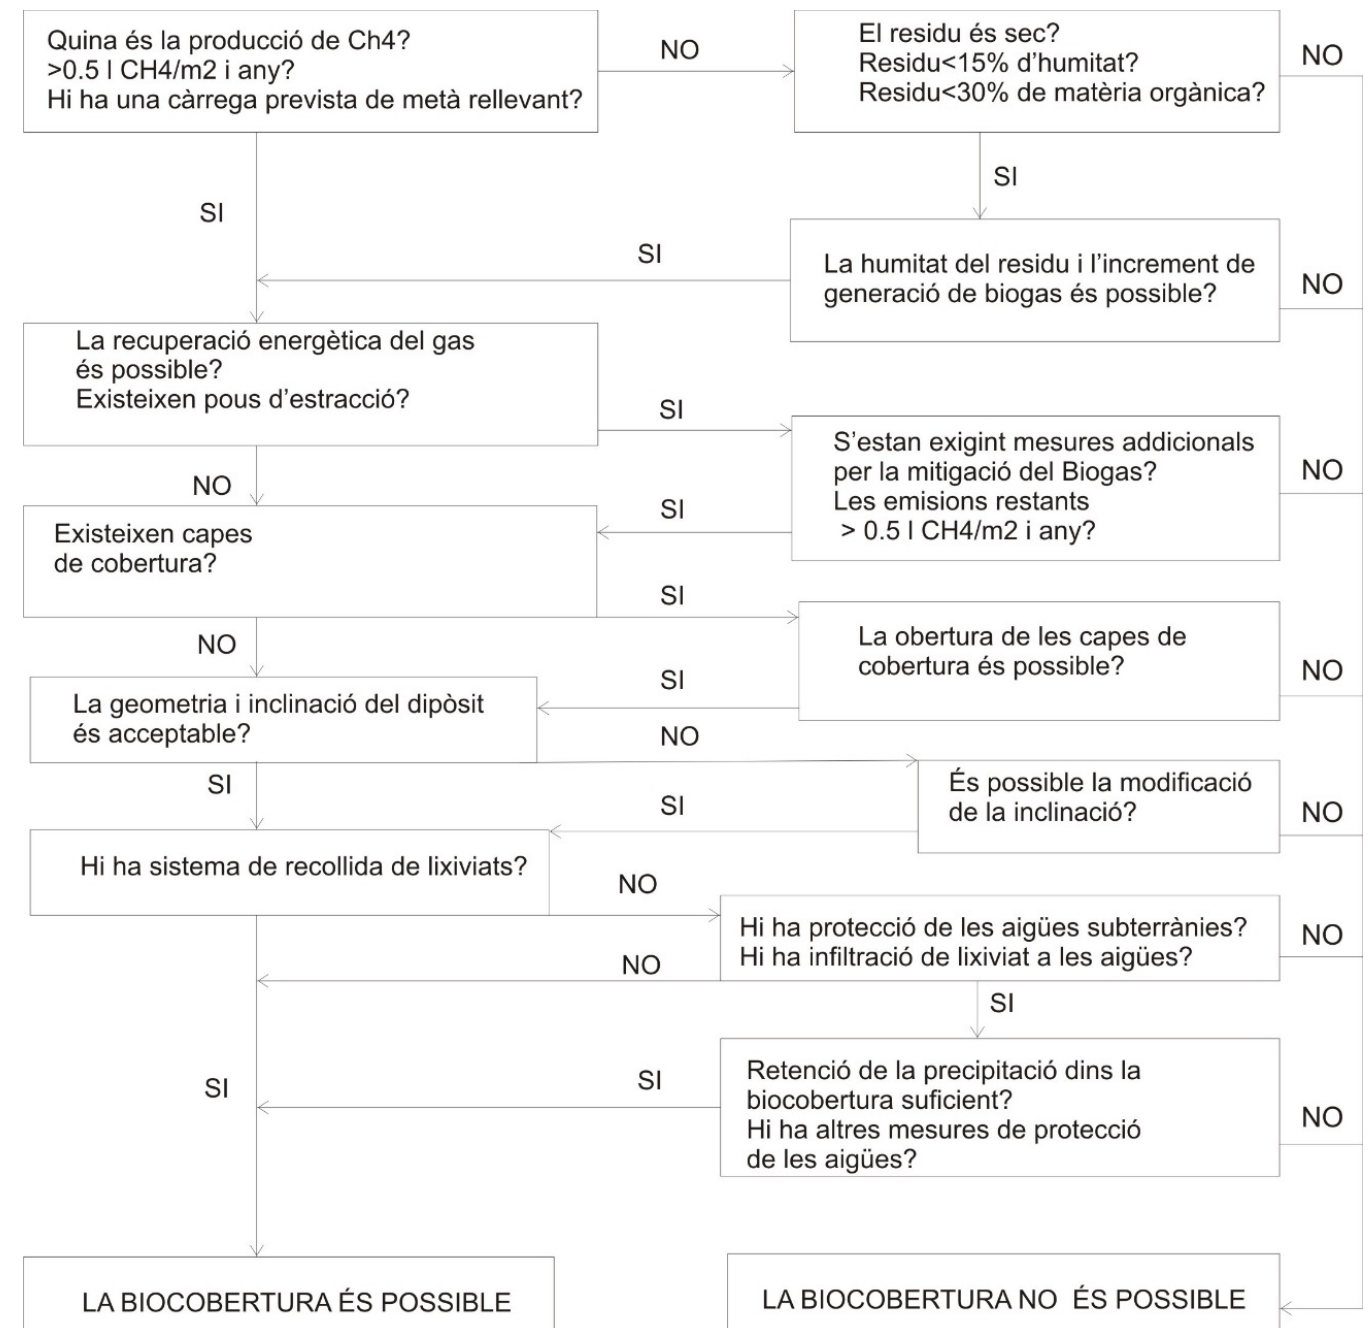 Quina és la producció de Ch4?
>0.5 l CH4/m2 i any?
Hi ha una càrrega prevista de metà rellevant?
NO
El residu és sec?
Residu<15% d'humitat?
Residu<30% de matèria orgànica?
NO
SI
SI
La humitat del residu i l'increment de
generació de biogas és possible?
SI
NO
La recuperació energètica del gas
és possible?
Existeixen pous d'estracció?
SI
NO
S'estan exigint mesures addicionals
per la mitigació del Biogas?
Les emisions restants
> 0.5 l CH4/m2 i any?
NO
SI
Existeixen capes
de cobertura?
SI
NO
La obertura de les capes de
cobertura és possible?
NO
SI
La geometria i inclinació del dipòsit
és acceptable?
NO
SI
És possible la modificació
de la inclinació?
NO
SI
Hi ha sistema de recollida de lixiviats?
NO
Hi ha protecció de les aigües subterrànies?
Hi ha infiltració de lixiviat a les aigües?
NO
NO
SI
SI
Retenció de la precipitació dins la
biocobertura suficient?
Hi ha altres mesures de protecció
de les aigües?
SI
NO
LA BIOCOBERTURA ÉS POSSIBLE
LA BIOCOBERTURA NO ÉS POSSIBLE